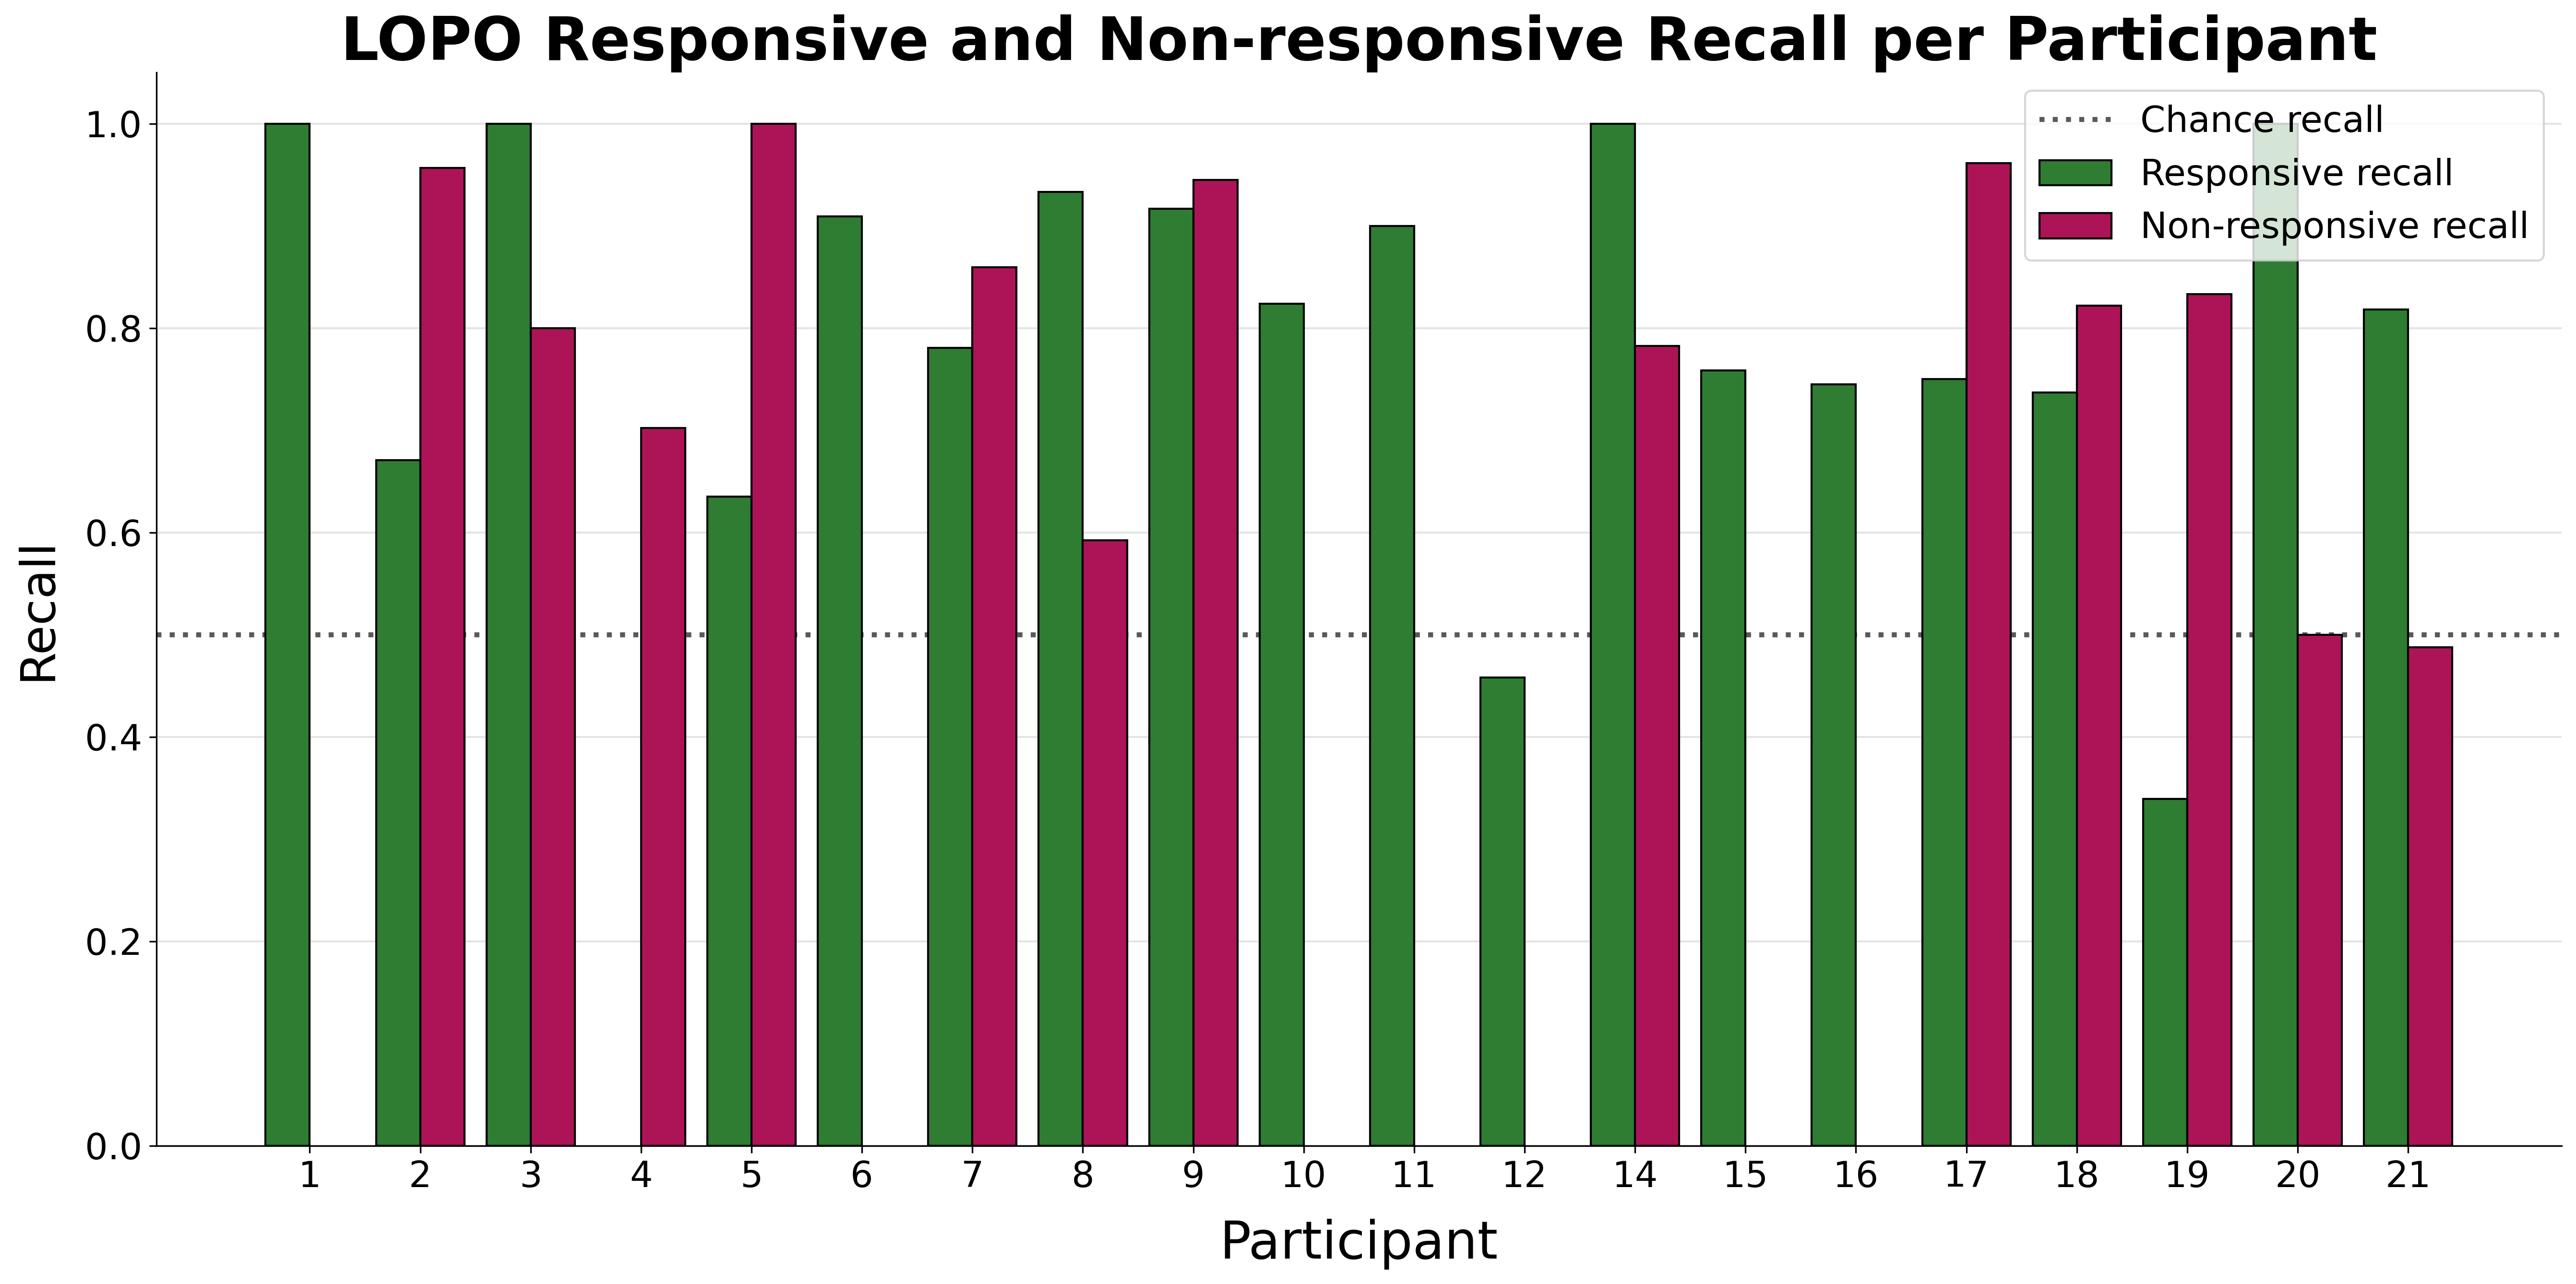 LOPO Responsive and Non-responsive Recall per Participant
Chance recall
Responsive recall
Non-responsive recall
Recall
1.0
0.8
0.6
0.4
0.2
0.0
1 2 3 4 5 6 7 8 9 10 11 12 14 15 16 17 18 19 20 21
Participant